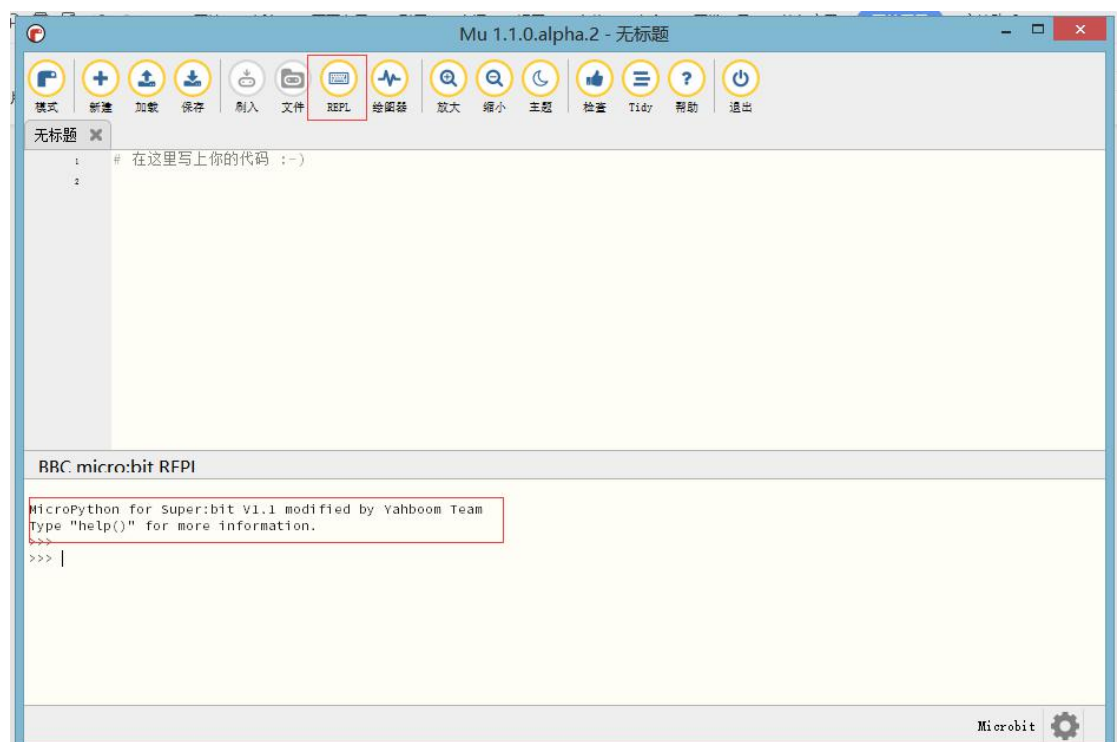 Mu 1.1.0.alpha.2 - 无标题
模式 新建 加载 保存 刷入 文件 REPL 绘图器 放大 缩小 主题 检查 Tidy 帮助 退出
无标题
1 # 在这里写上你的代码 :-)
2
BBC micro:bit REPL
MicroPython for Super:bit V1.1 modified by Yahboom Team
Type "help()" for more information.
>>>
>>>
Microbit